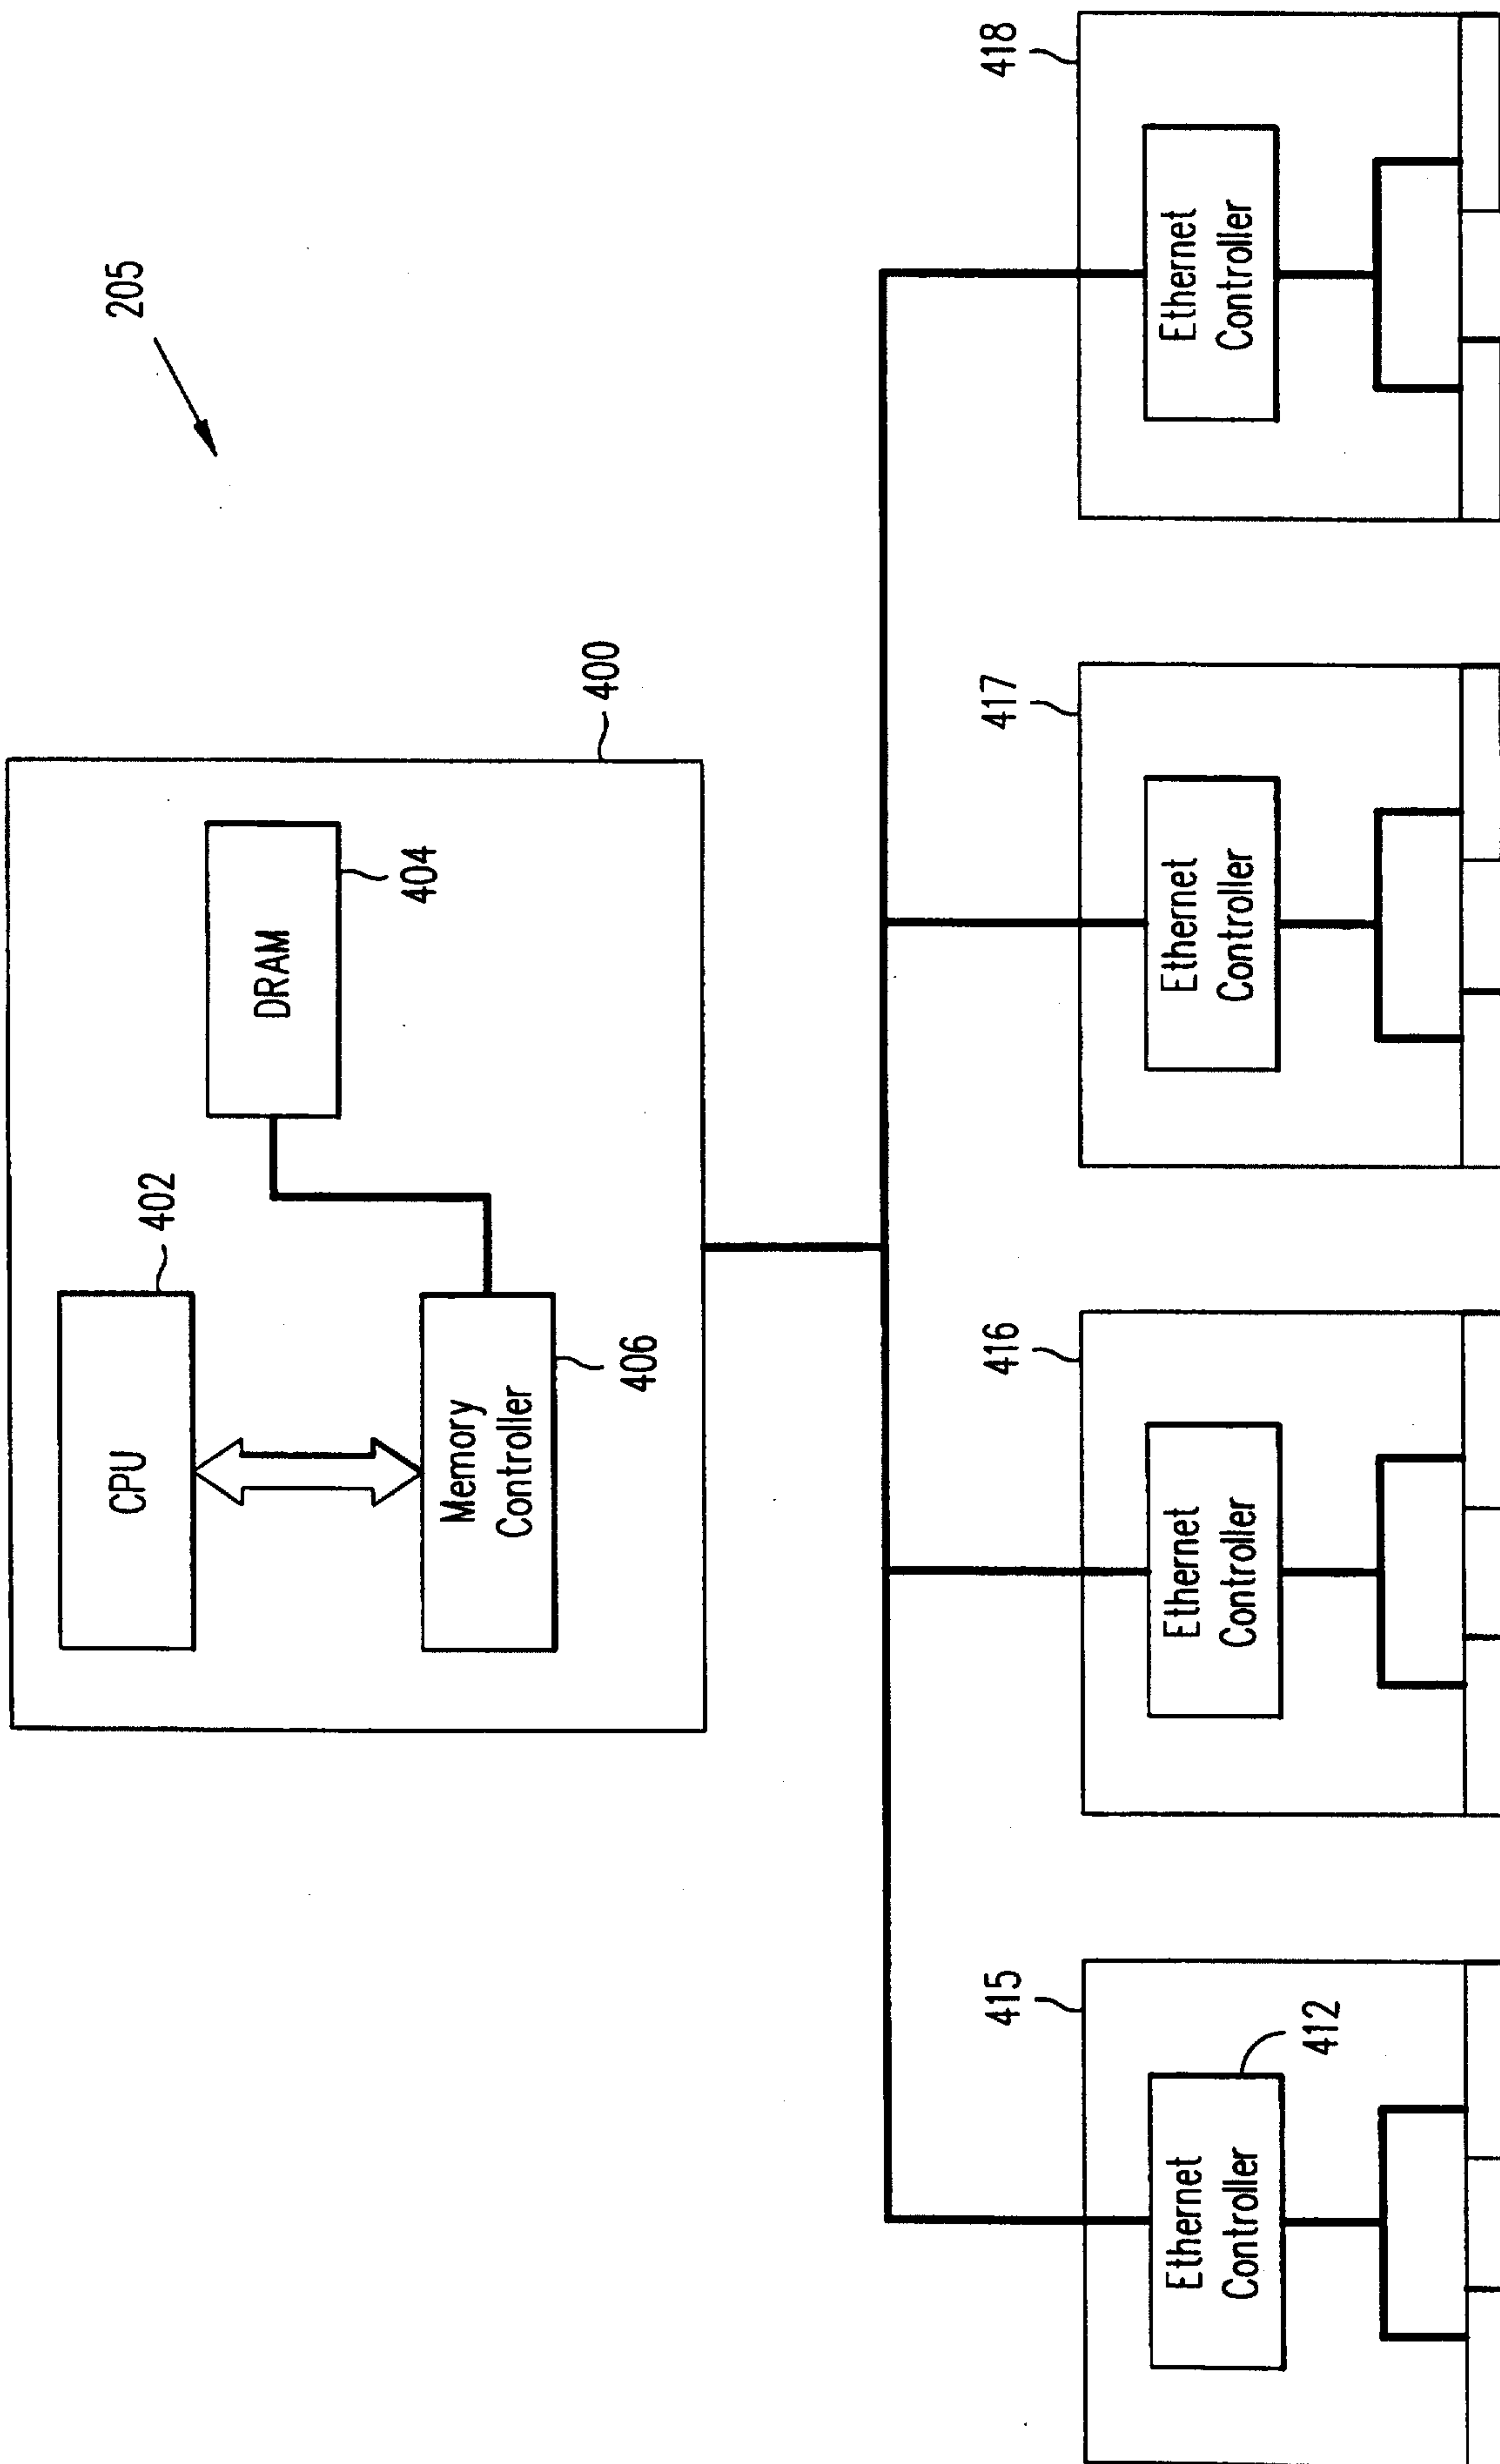 205
400
CPU
402
DRAM
404
Memory
Controller
406
415
Ethernet
Controller
412
416
Ethernet
Controller
417
Ethernet
Controller
418
Ethernet
Controller